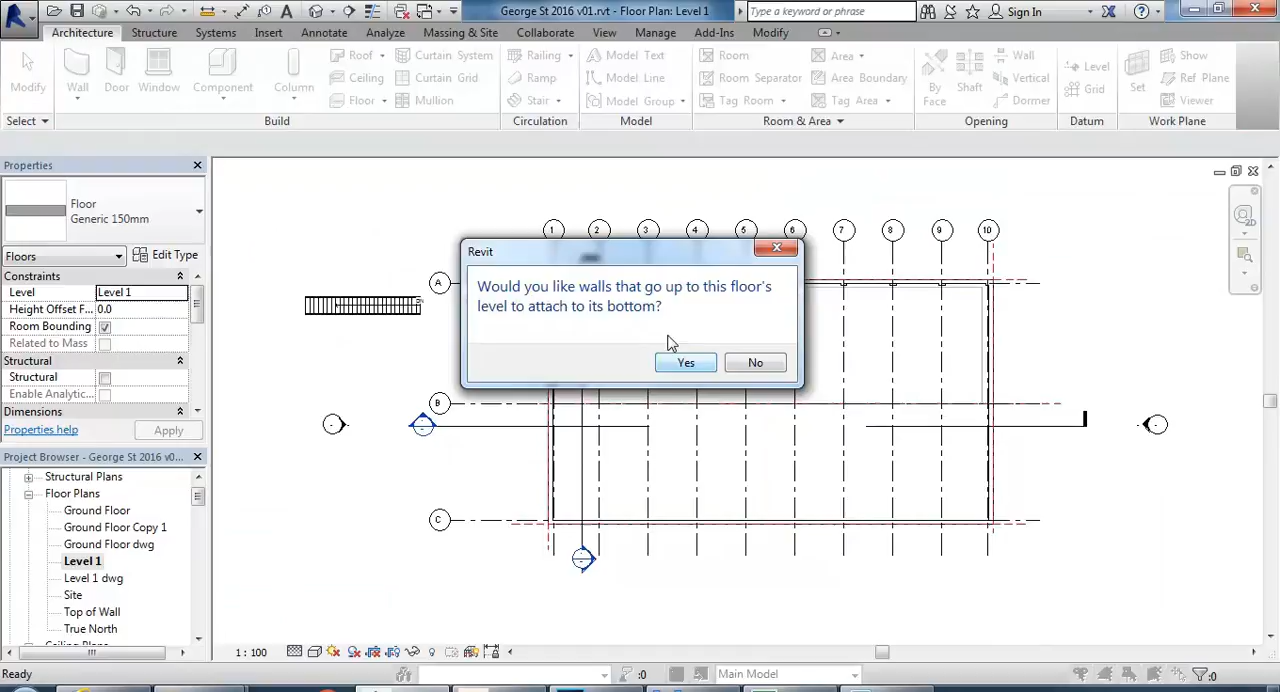 George St 2016 v01.rvt - Floor Plan: Level 1
Type a keyword or phrase
Sign In
Architecture Structure Systems Insert Annotate Analyze Massing & Site Collaborate View Manage Add-Ins Modify
Modify
Wall
Door
Window
Component
Column
Roof
Ceiling
Floor
Curtain System
Curtain Grid
Mullion
Railing
Ramp
Stair
Model Text
Model Line
Model Group
Room
Room Separator
Tag Room
Area
Area Boundary
Tag Area
By
Face
Shaft
Wall
Vertical
Dormer
Level
Grid
Set
Show
Ref Plane
Viewer
Select
Build
Circulation
Model
Room & Area
Opening
Datum
Work Plane
Properties
Floor
Generic 150mm
Floors
Edit Type
Constraints
Level Level 1
Height Offset F... 0.0
Room Bounding
Related to Mass
Structural
Structural
Enable Analytic...
Dimensions
Properties help
Apply
Project Browser - George St 2016 v0...
Structural Plans
Floor Plans
Ground Floor
Ground Floor Copy 1
Ground Floor dwg
Level 1
Level 1 dwg
Site
Top of Wall
True North
1 2 3 4 5 6 7 8 9 10
A
B
C
Revit
Would you like walls that go up to this floor's
level to attach to its bottom?
Yes
No
2D
1 : 100
Ready
:0
Main Model
:0